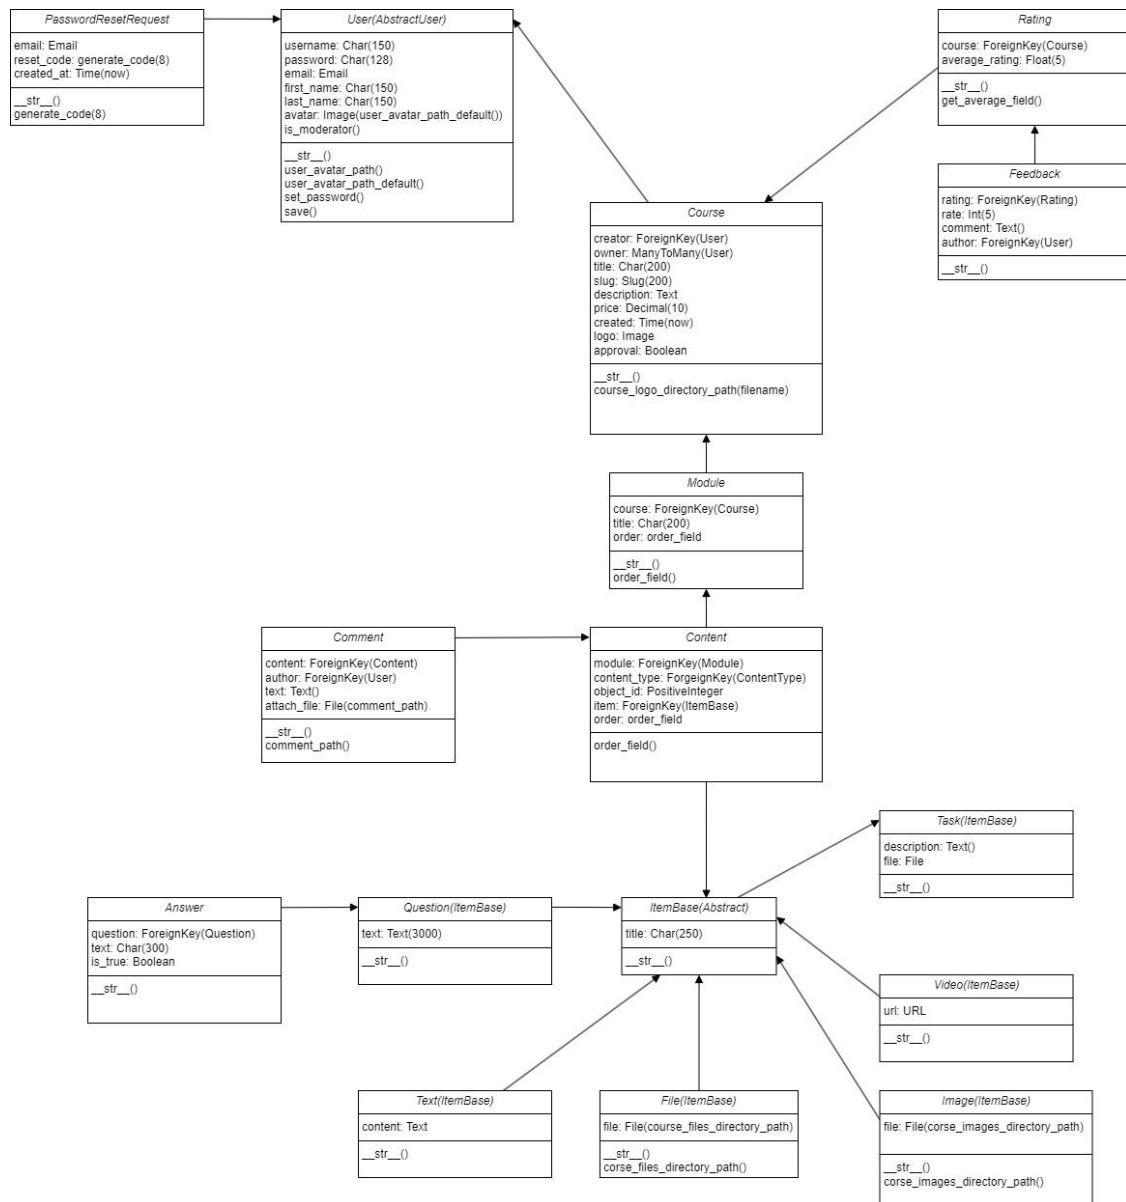 PasswordResetRequest
email: Email
reset_code: generate_code(8)
created_at: Time(now)
__str__()
generate_code(8)
User(AbstractUser)
username: Char(150)
password: Char(128)
email: Email
first_name: Char(150)
last_name: Char(150)
avatar: Image(user_avatar_path_default())
is_moderator()
__str__()
user_avatar_path()
user_avatar_path_default()
set_password()
save()
Rating
course: ForeignKey(Course)
average_rating: Float(5)
__str__()
get_average_field()
Feedback
rating: ForeignKey(Rating)
rate: Int(5)
comment: Text()
author: ForeignKey(User)
__str__()
Course
creator: ForeignKey(User)
owner: ManyToMany(User)
title: Char(200)
slug: Slug(200)
description: Text
price: Decimal(10)
created: Time(now)
logo: Image
approval: Boolean
__str__()
course_logo_directory_path(filename)
Module
course: ForeignKey(Course)
title: Char(200)
order: order_field
__str__()
order_field()
Comment
content: ForeignKey(Content)
author: ForeignKey(User)
text: Text()
attach_file: File(comment_path)
__str__()
comment_path()
Content
module: ForeignKey(Module)
content_type: ForgeignKey(ContentType)
object_id: PositiveInteger
item: ForeignKey(ItemBase)
order: order_field
order_field()
Task(ItemBase)
description: Text()
file: File
__str__()
Answer
question: ForeignKey(Question)
text: Char(300)
is_true: Boolean
__str__()
Question(ItemBase)
text: Text(3000)
__str__()
ItemBase(Abstract)
title: Char(250)
__str__()
Video(ItemBase)
url: URL
__str__()
Text(ItemBase)
content: Text
__str__()
File(ItemBase)
file: File(course_files_directory_path)
__str__()
corse_files_directory_path()
Image(ItemBase)
file: File(corse_images_directory_path)
__str__()
corse_images_directory_path()